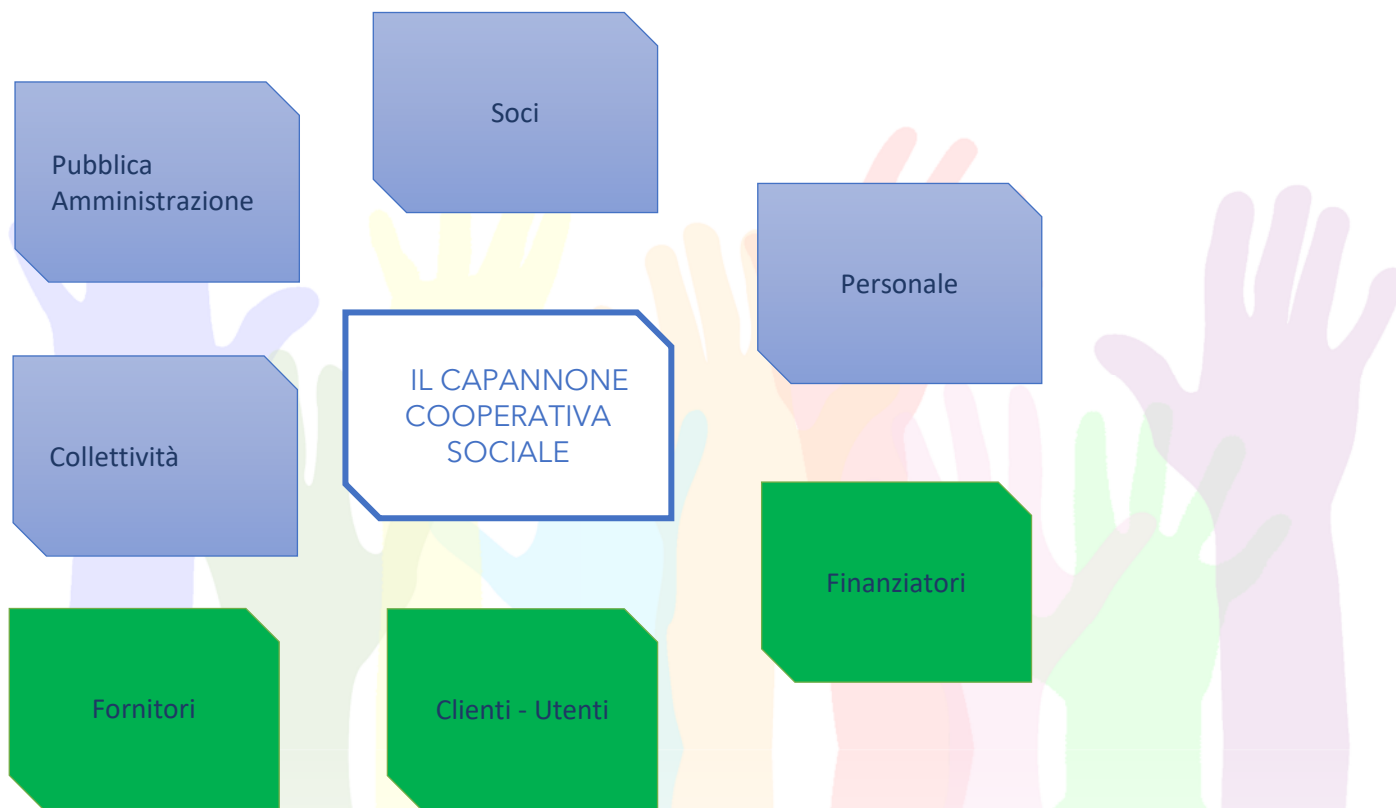 Soci
Pubblica
Amministrazione
Personale
IL CAPANNONE
COOPERATIVA
SOCIALE
Collettività
Finanziatori
Fornitori
Clienti - Utenti